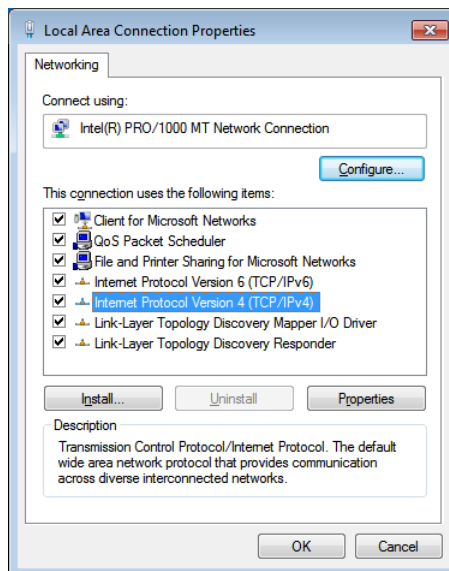 Local Area Connection Properties
Networking
Connect using:
Intel(R) PRO/1000 MT Network Connection
Configure...
This connection uses the following items:
Client for Microsoft Networks
QoS Packet Scheduler
File and Printer Sharing for Microsoft Networks
Internet Protocol Version 6 (TCP/IPv6)
Internet Protocol Version 4 (TCP/IPv4)
Link-Layer Topology Discovery Mapper I/O Driver
Link-Layer Topology Discovery Responder
Install... Uninstall Properties
Description
Transmission Control Protocol/Internet Protocol. The default
wide area network protocol that provides communication
across diverse interconnected networks.
OK Cancel